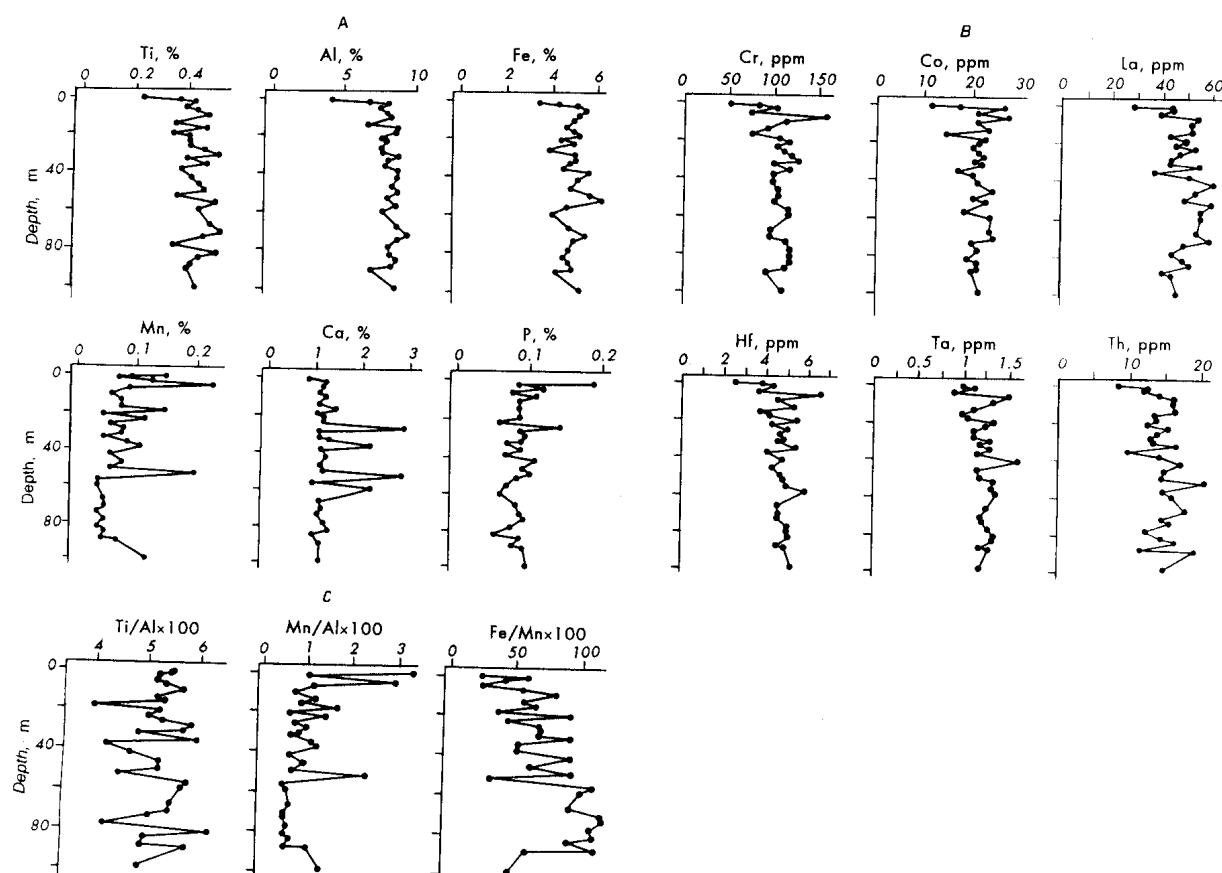 A
B
Ti, %
Al, %
Fe, %
Cr, ppm
Co, ppm
La, ppm
0 0.2 0.4
0 5 10
0 2 4 6
0 50 100 150
0 10 20 30
0 20 40 60
Depth, m
0
40
80
Mn, %
Ca, %
P, %
Hf, ppm
Ta, ppm
Th, ppm
0 0.1 0.2
0 1 2 3
0 0.1 0.2
0 2 4 6
0 0.5 1 1.5
0 10 20
Depth, m
0
40
80
C
Ti/Al×100
Mn/Al×100
Fe/Mn×100
4 5 6
0 1 2 3
0 50 100
Depth, m
0
40
80